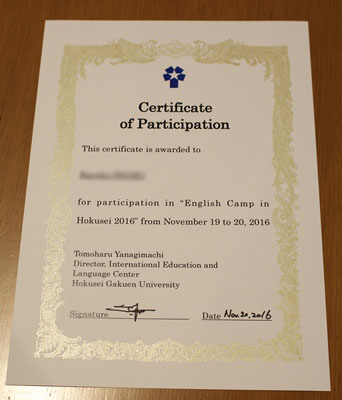 Certificate
of Participation
This certificate is awarded to
for participation in “English Camp in
Hokusei 2016” from November 19 to 20, 2016
Tomoharu Yanagimachi
Director, International Education and
Language Center
Hokusei Gakuen University
Signature
Date Nov. 20, 2016